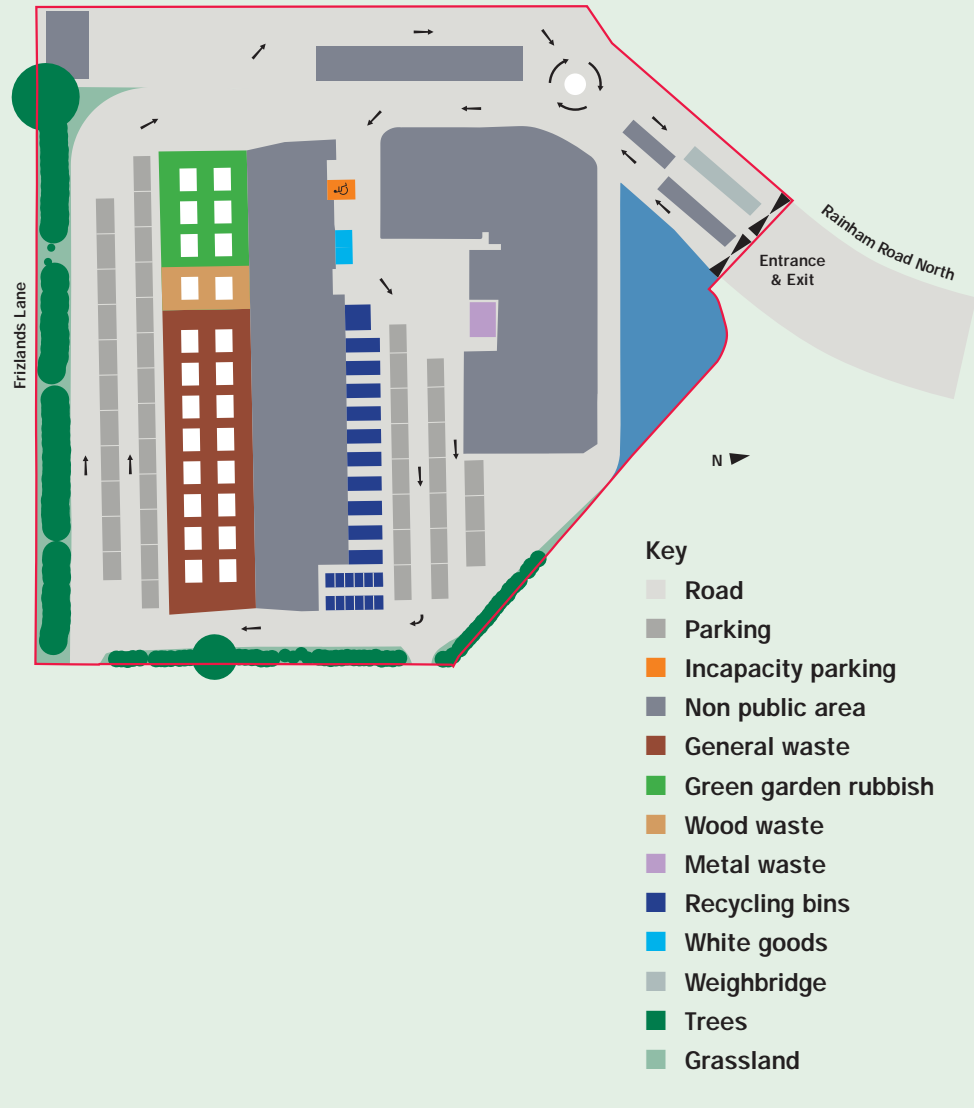 Rainham Road North
Entrance
& Exit
Frizlands Lane
N
Key
Road
Parking
Incapacity parking
Non public area
General waste
Green garden rubbish
Wood waste
Metal waste
Recycling bins
White goods
Weighbridge
Trees
Grassland